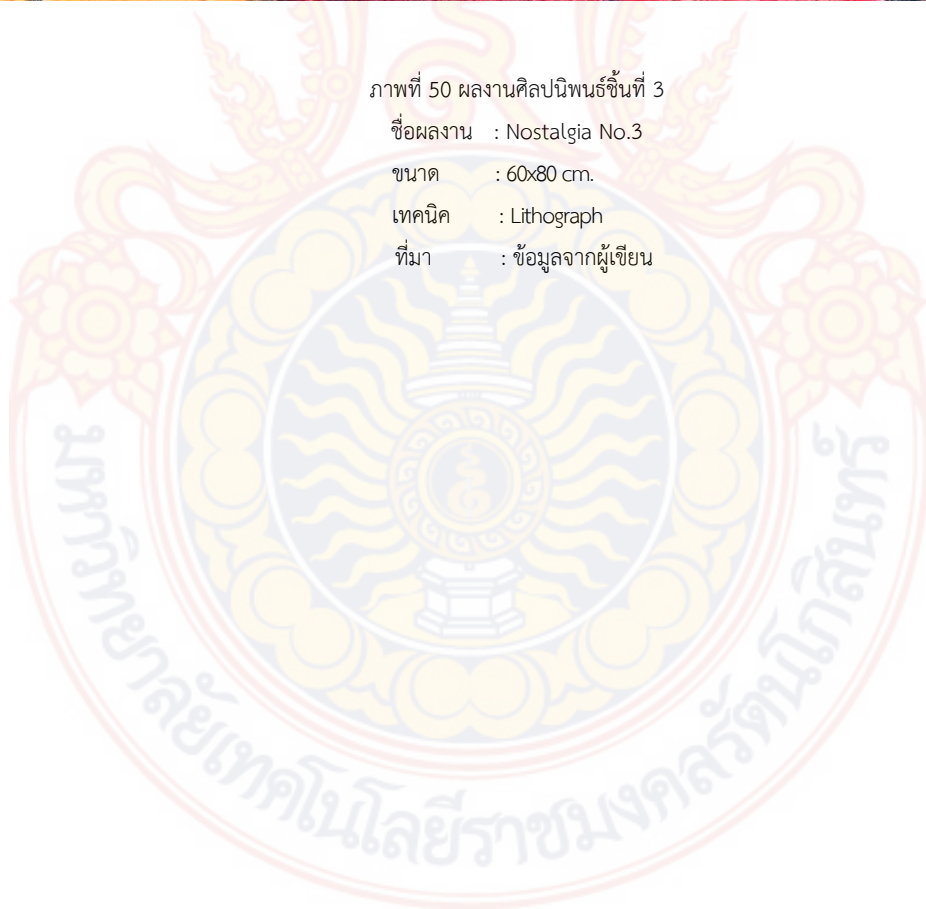 ภาพที่ 50 ผลงานศิลปนิพนธ์ชิ้นที่ 3
ชื่อผลงาน : Nostalgia No.3
ขนาด : 60x80 cm.
เทคนิค : Lithograph
ที่มา : ข้อมูลจากผู้เขียน
มหาวิทยาลัยเทคโนโลยีราชมงคลรัตนโกสินทร์